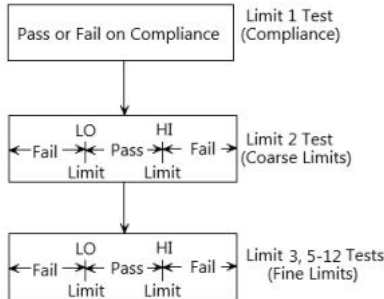 Pass or Fail on Compliance
Limit 1 Test
(Compliance)
LO HI
Fail Pass Fail
Limit Limit
Limit 2 Test
(Coarse Limits)
LO HI
Fail Pass Fail
Limit Limit
Limit 3, 5-12 Tests
(Fine Limits)